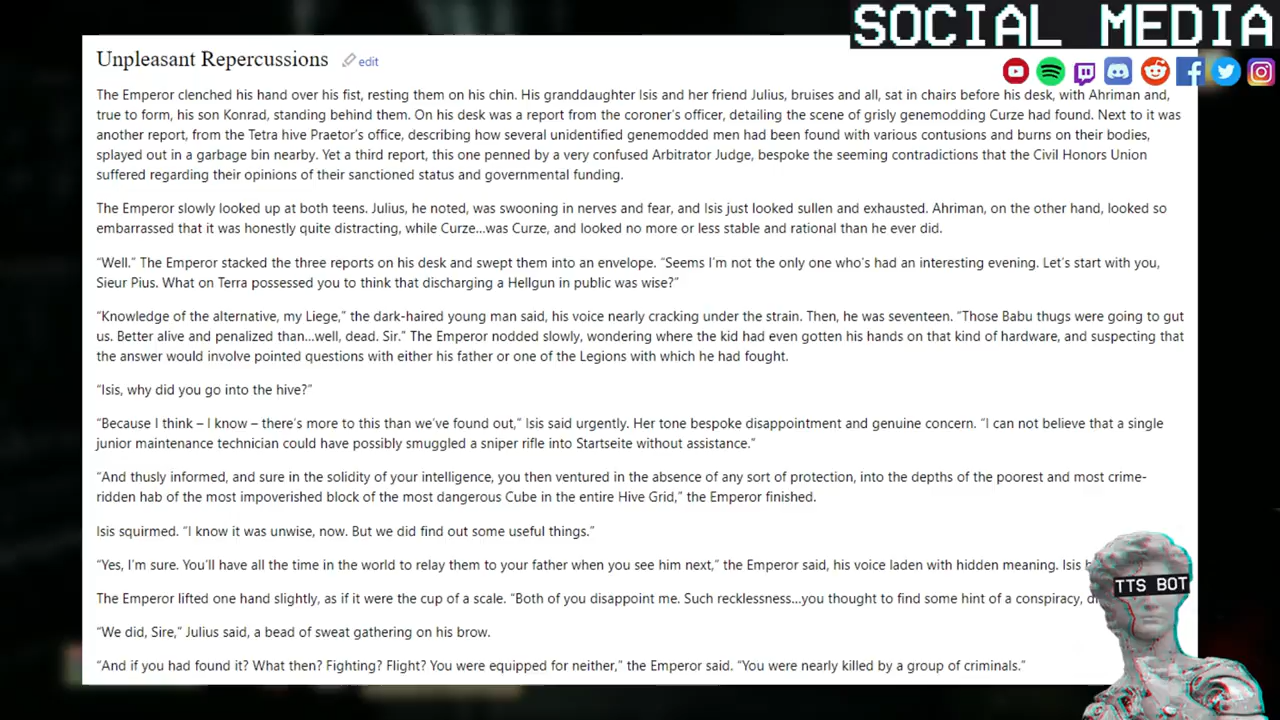 SOCIAL MEDIA
Unpleasant Repercussions edit
The Emperor clenched his hand over his fist, resting them on his chin. His granddaughter Isis and her friend Julius, bruises and all, sat in chairs before his desk, with Ahriman and,
true to form, his son Konrad, standing behind them. On his desk was a report from the coroner's officer, detailing the scene of grisly genemodding Curze had found. Next to it was
another report, from the Tetra hive Praetor's office, describing how several unidentified genemodded men had been found with various contusions and burns on their bodies,
splayed out in a garbage bin nearby. Yet a third report, this one penned by a very confused Arbitrator Judge, bespoke the seeming contradictions that the Civil Honors Union
suffered regarding their opinions of their sanctioned status and governmental funding.
The Emperor slowly looked up at both teens. Julius, he noted, was swooning in nerves and fear, and Isis just looked sullen and exhausted. Ahriman, on the other hand, looked so
embarrassed that it was honestly quite distracting, while Curze...was Curze, and looked no more or less stable and rational than he ever did.
“Well.” The Emperor stacked the three reports on his desk and swept them into an envelope. “Seems I'm not the only one who's had an interesting evening. Let's start with you,
Sieur Pius. What on Terra possessed you to think that discharging a Hellgun in public was wise?”
“Knowledge of the alternative, my Liege,” the dark-haired young man said, his voice nearly cracking under the strain. Then, he was seventeen. “Those Babu thugs were going to gut
us. Better alive and penalized than...well, dead. Sir.” The Emperor nodded slowly, wondering where the kid had even gotten his hands on that kind of hardware, and suspecting that
the answer would involve pointed questions with either his father or one of the Legions with which he had fought.
“Isis, why did you go into the hive?”
“Because I think – I know – there's more to this than we've found out,” Isis said urgently. Her tone bespoke disappointment and genuine concern. “I can not believe that a single
junior maintenance technician could have possibly smuggled a sniper rifle into Startseite without assistance.”
“And thusly informed, and sure in the solidity of your intelligence, you then ventured in the absence of any sort of protection, into the depths of the poorest and most crime-
ridden hab of the most impoverished block of the most dangerous Cube in the entire Hive Grid,” the Emperor finished.
Isis squirmed. “I know it was unwise, now. But we did find out some useful things.”
“Yes, I'm sure. You'll have all the time in the world to relay them to your father when you see him next,” the Emperor said, his voice laden with hidden meaning. Isis
The Emperor lifted one hand slightly, as if it were the cup of a scale. “Both of you disappoint me. Such recklessness...you thought to find some hint of a conspiracy,
“We did, Sire,” Julius said, a bead of sweat gathering on his brow.
“And if you had found it? What then? Fighting? Flight? You were equipped for neither,” the Emperor said. “You were nearly killed by a group of criminals.”
TTS BOT